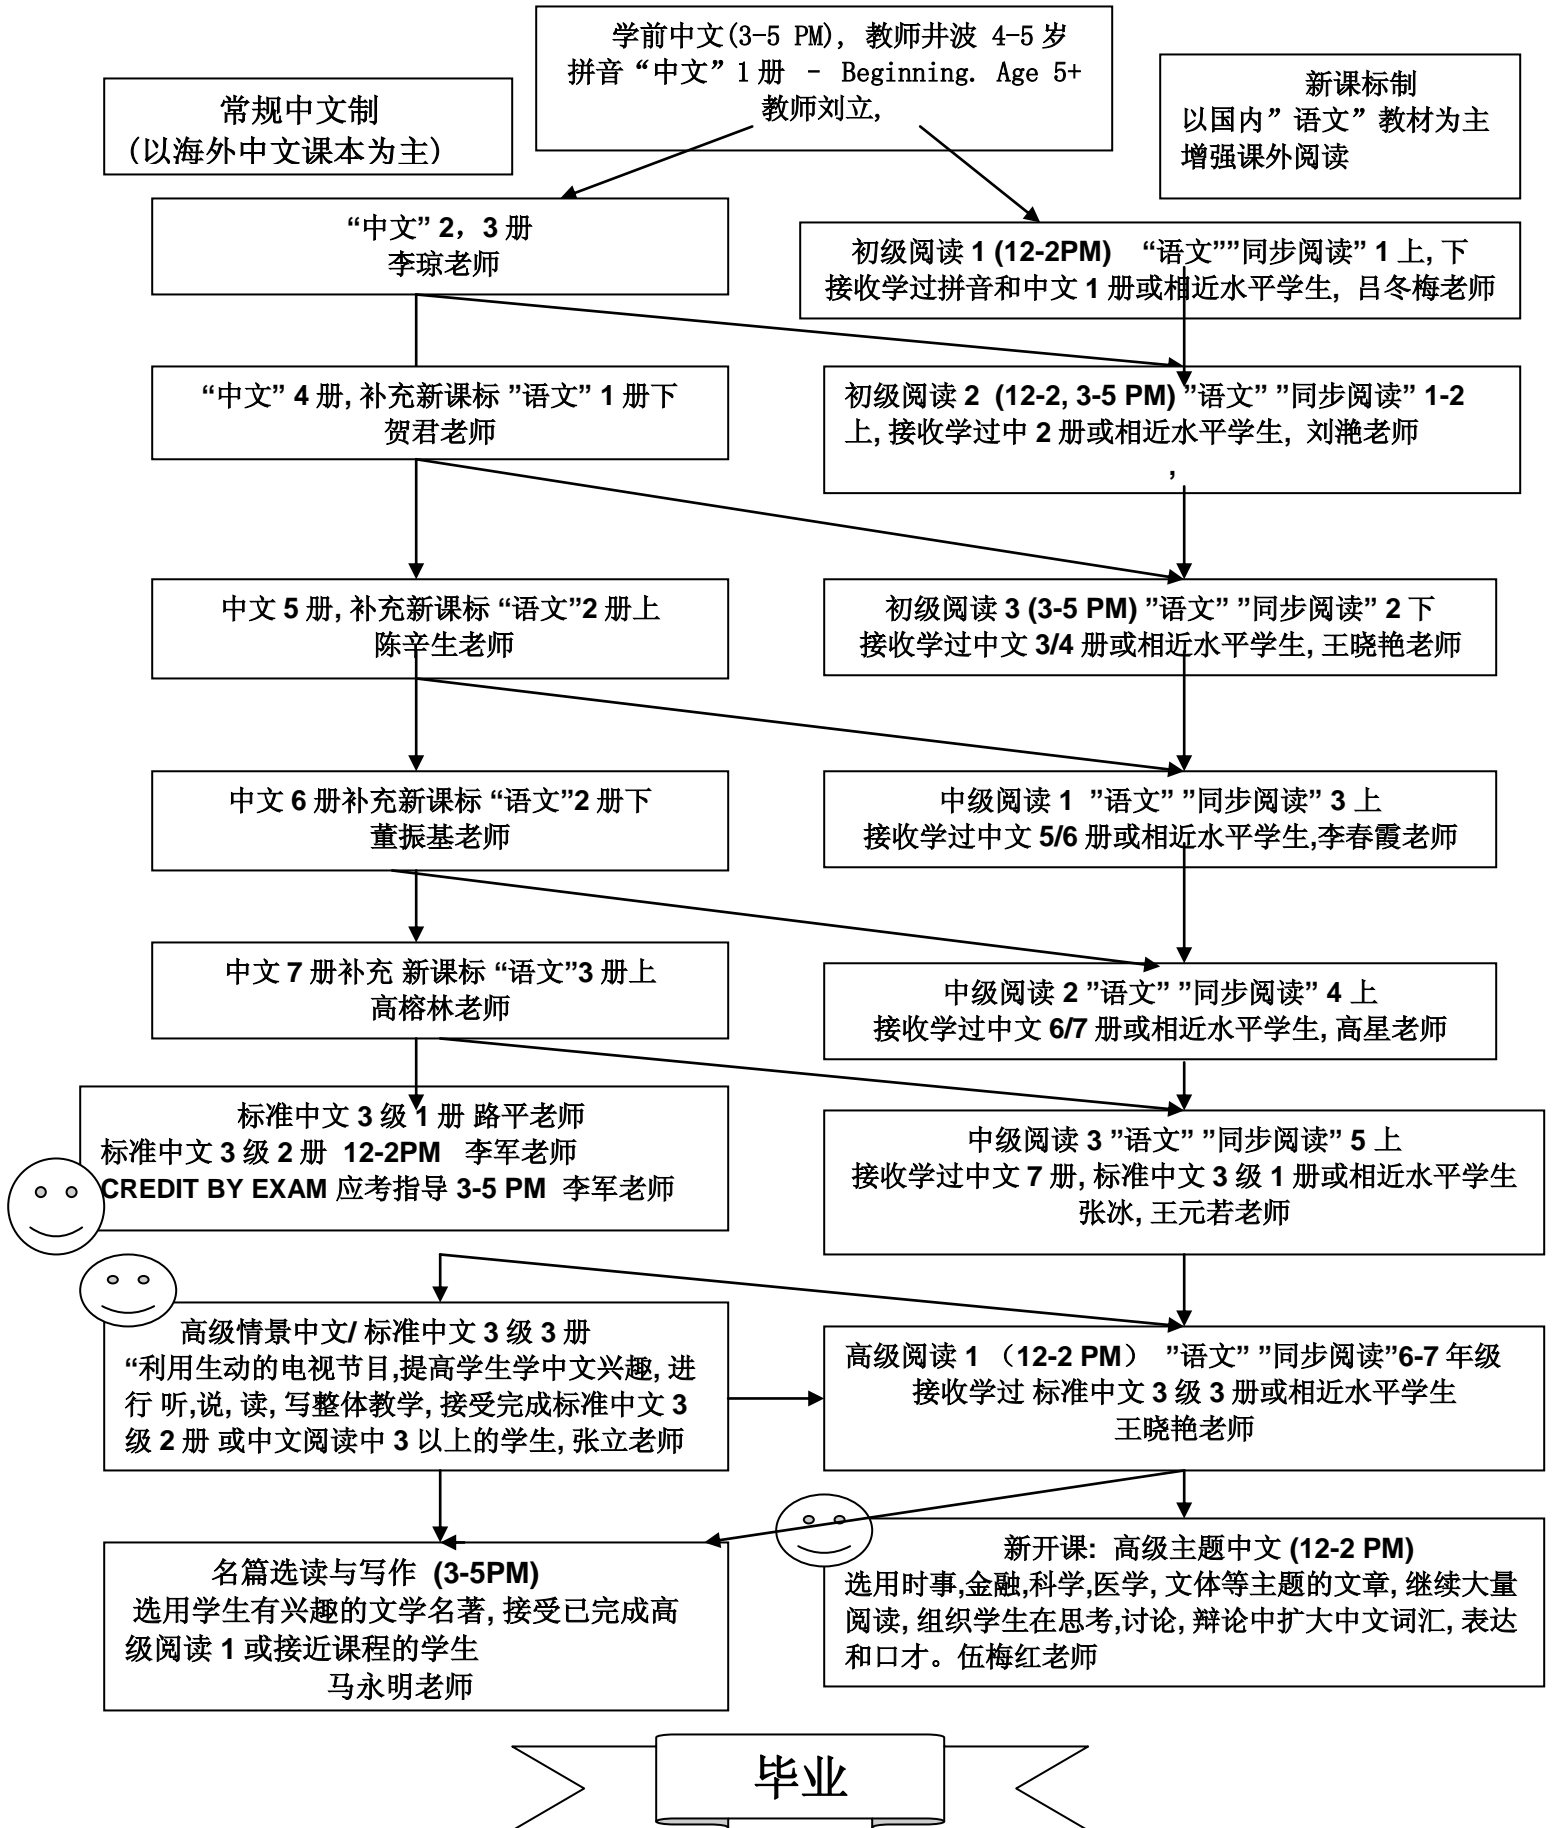 学前中文(3-5 PM), 教师井波 4-5 岁
拼音“中文”1 册 – Beginning. Age 5+
教师刘立,
常规中文制
(以海外中文课本为主)
新课标制
以国内”语文”教材为主
增强课外阅读
“中文” 2，3 册
李琼老师
初级阅读 1 (12-2PM) “语文””同步阅读” 1 上, 下
接收学过拼音和中文 1 册或相近水平学生, 吕冬梅老师
“中文” 4 册, 补充新课标 ”语文” 1 册下
贺君老师
初级阅读 2 (12-2, 3-5 PM) ”语文” ”同步阅读” 1-2
上, 接收学过中 2 册或相近水平学生, 刘滟老师
,
中文 5 册, 补充新课标 “语文”2 册上
陈辛生老师
初级阅读 3 (3-5 PM) ”语文” ”同步阅读” 2 下
接收学过中文 3/4 册或相近水平学生, 王晓艳老师
中文 6 册补充新课标 “语文”2 册下
董振基老师
中级阅读 1 ”语文” ”同步阅读” 3 上
接收学过中文 5/6 册或相近水平学生,李春霞老师
中文 7 册补充 新课标 “语文”3 册上
高榕林老师
中级阅读 2 ”语文” ”同步阅读” 4 上
接收学过中文 6/7 册或相近水平学生, 高星老师
标准中文 3 级 1 册 路平老师
标准中文 3 级 2 册 12-2PM 李军老师
CREDIT BY EXAM 应考指导 3-5 PM 李军老师
中级阅读 3 ”语文” ”同步阅读” 5 上
接收学过中文 7 册, 标准中文 3 级 1 册或相近水平学生
张冰, 王元若老师
高级情景中文/ 标准中文 3 级 3 册
“利用生动的电视节目,提高学生学中文兴趣, 进
行 听,说, 读, 写整体教学, 接受完成标准中文 3
级 2 册 或中文阅读中 3 以上的学生, 张立老师
高级阅读 1 （12-2 PM） ”语文” ”同步阅读”6-7 年级
接收学过 标准中文 3 级 3 册或相近水平学生
王晓艳老师
名篇选读与写作 (3-5PM)
选用学生有兴趣的文学名著, 接受已完成高
级阅读 1 或接近课程的学生
马永明老师
新开课: 高级主题中文 (12-2 PM)
选用时事,金融,科学,医学, 文体等主题的文章, 继续大量
阅读, 组织学生在思考,讨论, 辩论中扩大中文词汇, 表达
和口才。伍梅红老师
毕业